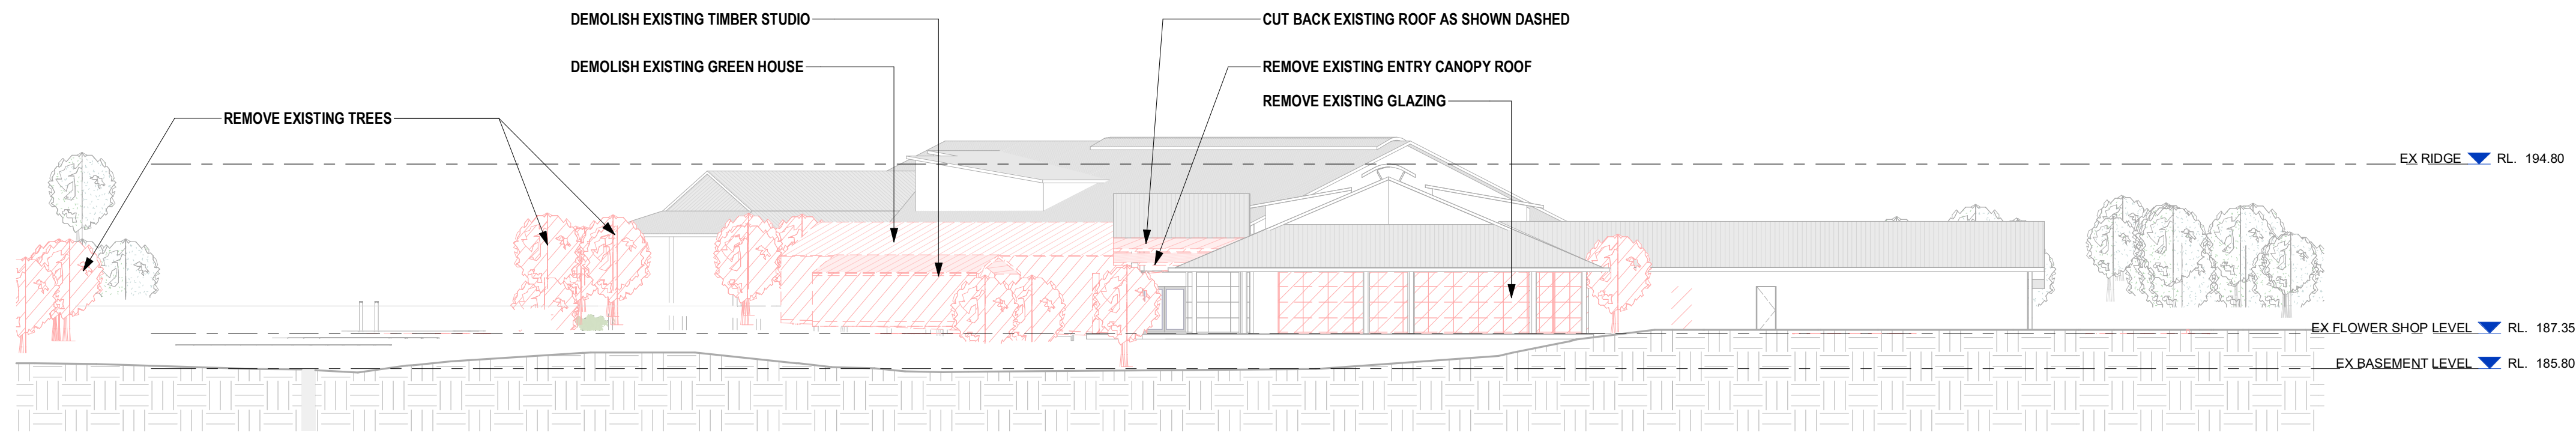 DEMOLISH EXISTING TIMBER STUDIO
CUT BACK EXISTING ROOF AS SHOWN DASHED
DEMOLISH EXISTING GREEN HOUSE
REMOVE EXISTING ENTRY CANOPY ROOF
REMOVE EXISTING GLAZING
REMOVE EXISTING TREES
EX RIDGE RL. 194.80
EX FLOWER SHOP LEVEL RL. 187.35
EX BASEMENT LEVEL RL. 185.80